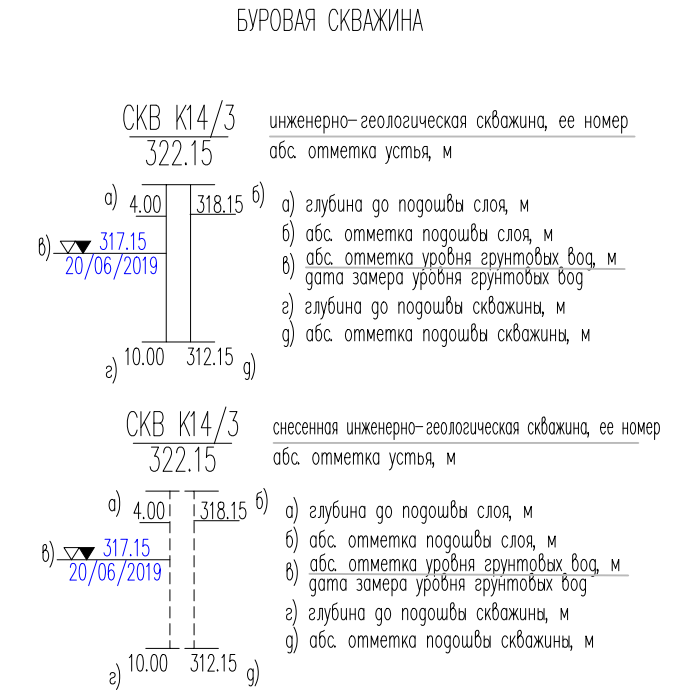 БУРОВАЯ СКВАЖИНА
СКВ К14/3
322.15
инженерно-геологическая скважина, ее номер
абс. отметка устья, м
а) 4.00 318.15 б)
в) 317.15
20/06/2019
г) 10.00 312.15 д)
а) глубина до подошвы слоя, м
б) абс. отметка подошвы слоя, м
в) абс. отметка уровня грунтовых вод, м
дата замера уровня грунтовых вод
г) глубина до подошвы скважины, м
д) абс. отметка подошвы скважины, м
СКВ К14/3
322.15
снесенная инженерно-геологическая скважина, ее номер
абс. отметка устья, м
а) 4.00 318.15 б)
в) 317.15
20/06/2019
г) 10.00 312.15 д)
а) глубина до подошвы слоя, м
б) абс. отметка подошвы слоя, м
в) абс. отметка уровня грунтовых вод, м
дата замера уровня грунтовых вод
г) глубина до подошвы скважины, м
д) абс. отметка подошвы скважины, м